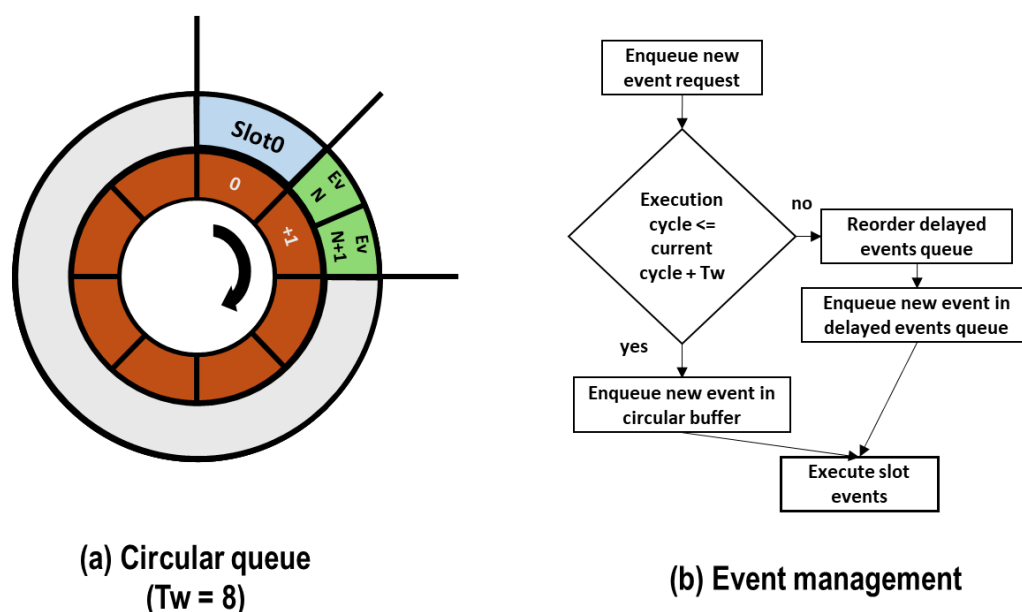 Slot0
0
+1
Ev
N
Ev
N+1
(a) Circular queue
(Tw = 8)
Enqueue new
event request
Execution
cycle <=
current
cycle + Tw
no
Reorder delayed
events queue
Enqueue new event in
delayed events queue
yes
Enqueue new event in
circular buffer
Execute slot
events
(b) Event management